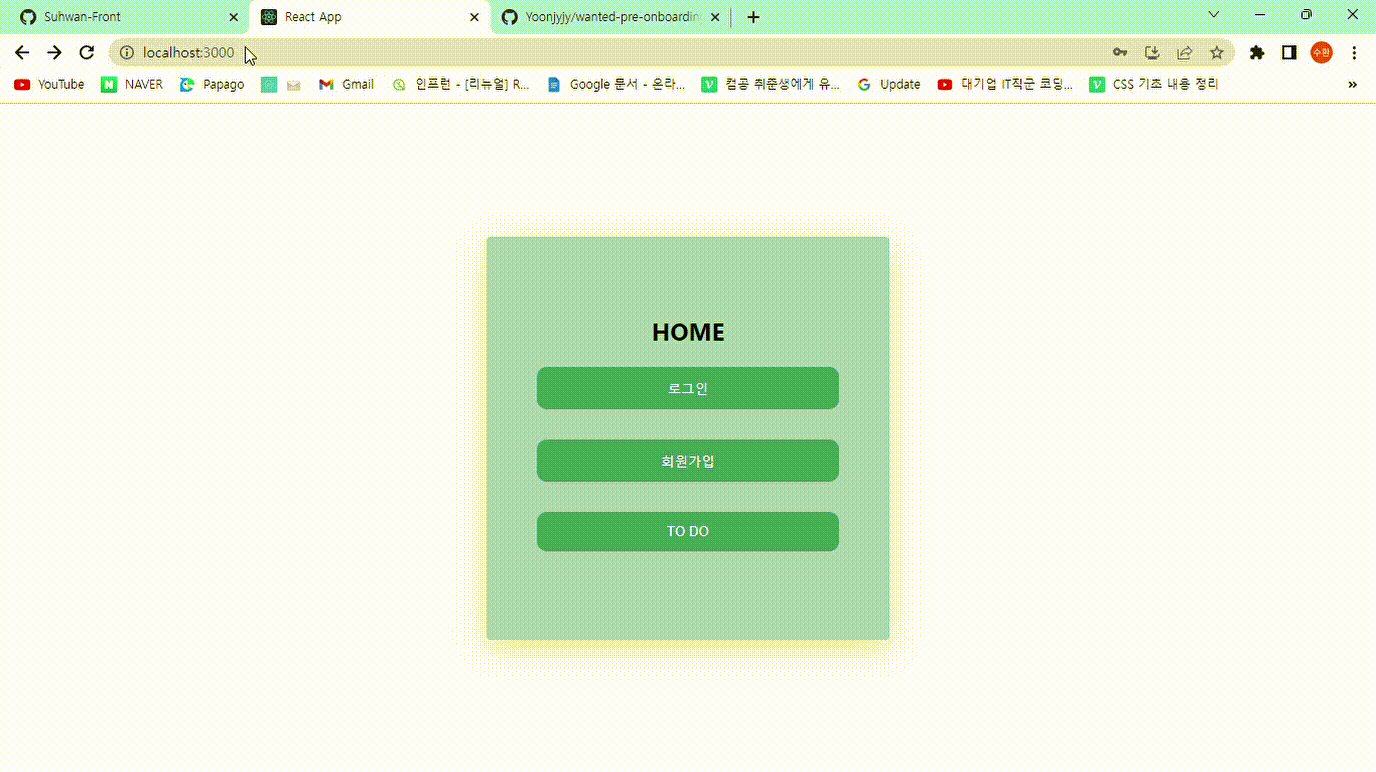 Suhwan-Front
React App
Yoonjyjy/wanted-pre-onboardin
localhost:3000
수환
YouTube
NAVER
Papago
Gmail
인프런 - [리뉴얼] R...
Google 문서 - 온라...
컴공 취준생에게 유...
Update
대기업 IT직군 코딩...
CSS 기초 내용 정리
HOME
로그인
회원가입
TO DO